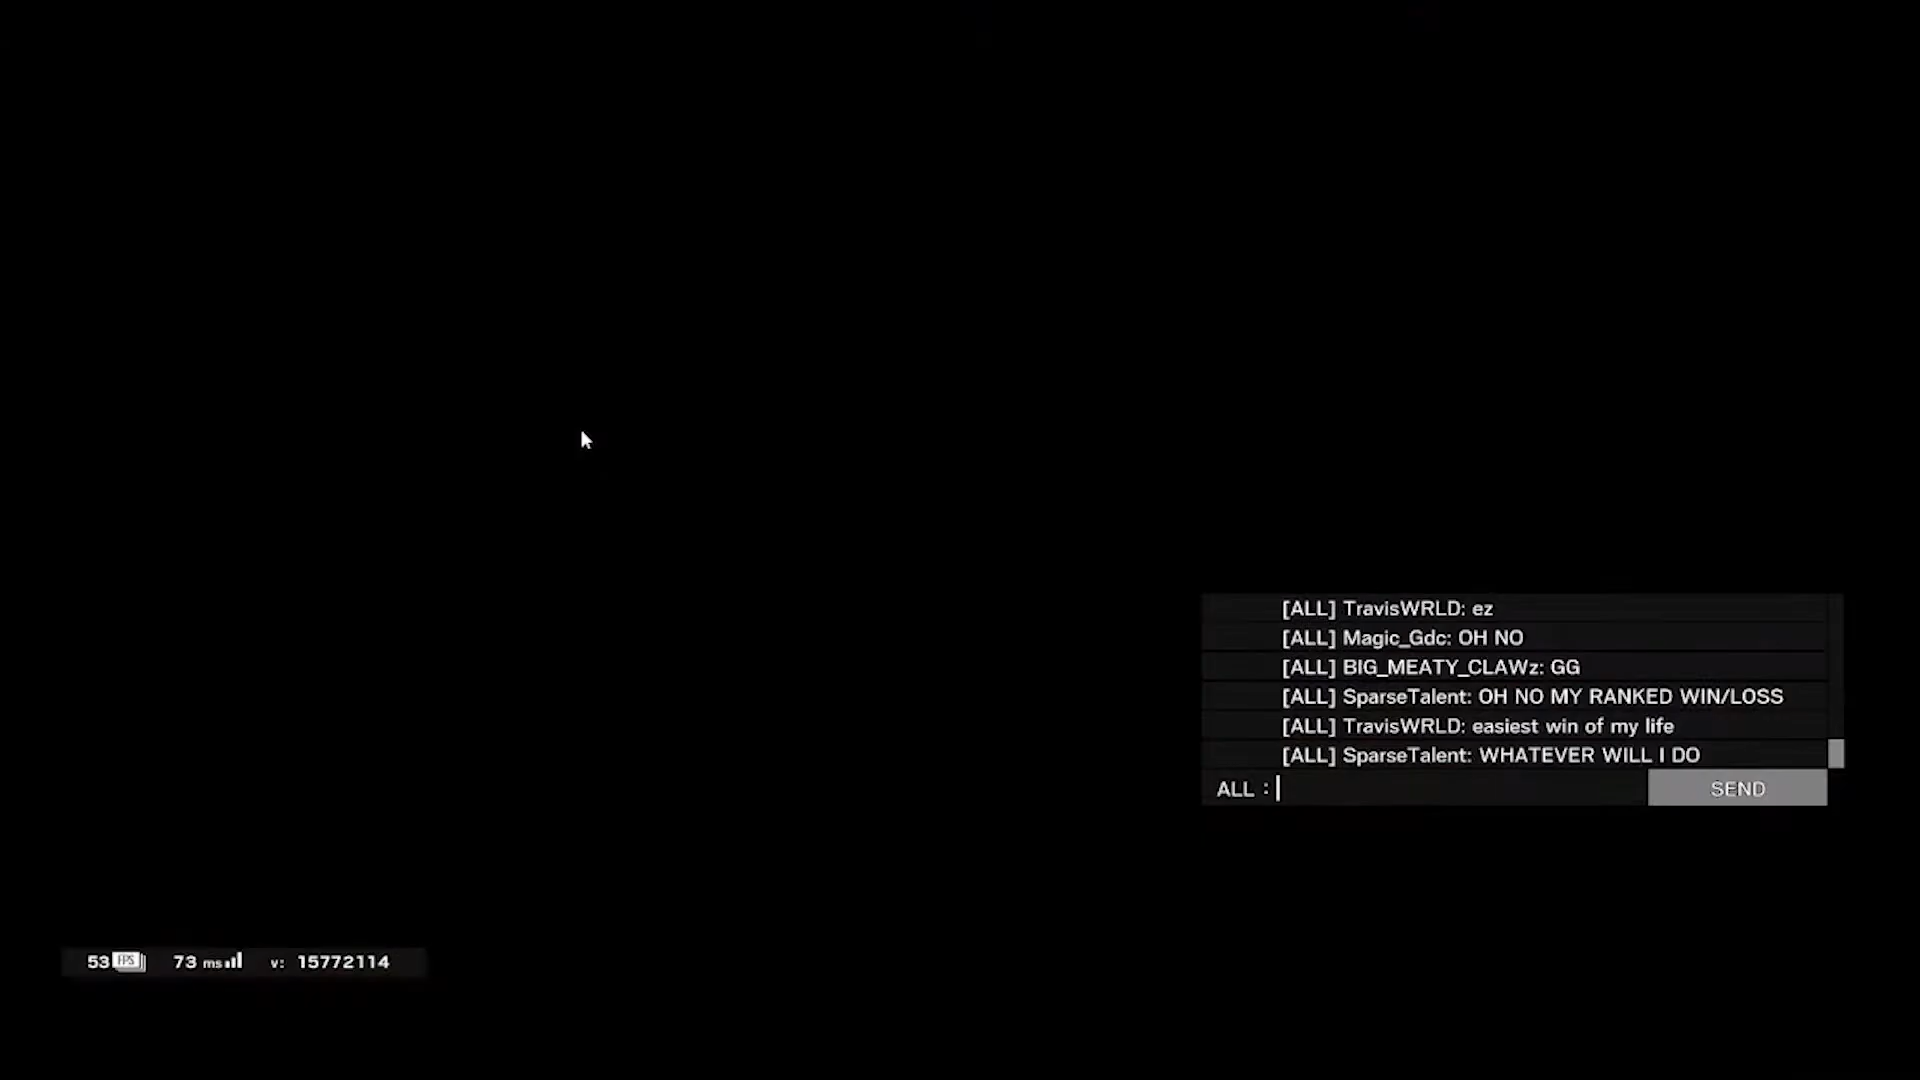 [ALL] TravisWRLD: ez
[ALL] Magic_Gdc: OH NO
[ALL] BIG_MEATY_CLAWz: GG
[ALL] SparseTalent: OH NO MY RANKED WIN/LOSS
[ALL] TravisWRLD: easiest win of my life
[ALL] SparseTalent: WHATEVER WILL I DO
ALL : SEND
53 FPS 73 ms v: 15772114